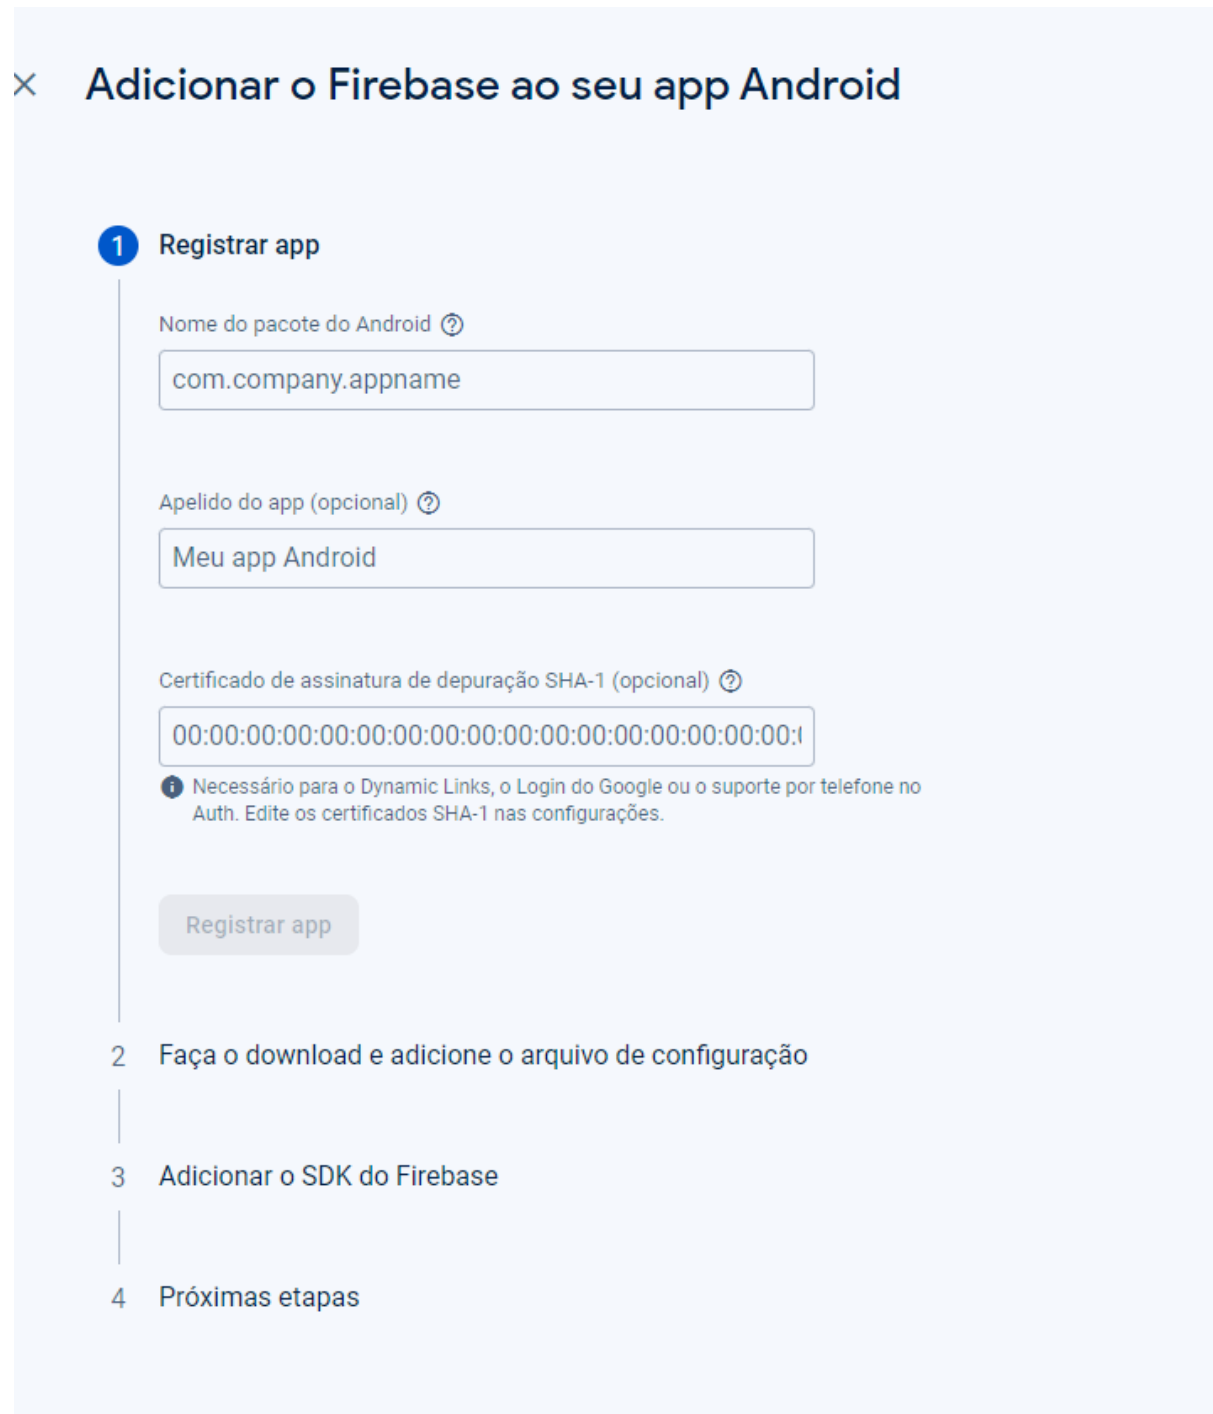 Adicionar o Firebase ao seu app Android
1 Registrar app
Nome do pacote do Android
com.company.appname
Apelido do app (opcional)
Meu app Android
Certificado de assinatura de depuração SHA-1 (opcional)
00:00:00:00:00:00:00:00:00:00:00:00:00:00:00:00:00:
Necessário para o Dynamic Links, o Login do Google ou o suporte por telefone no
Auth. Edite os certificados SHA-1 nas configurações.
Registrar app
2 Faça o download e adicione o arquivo de configuração
3 Adicionar o SDK do Firebase
4 Próximas etapas